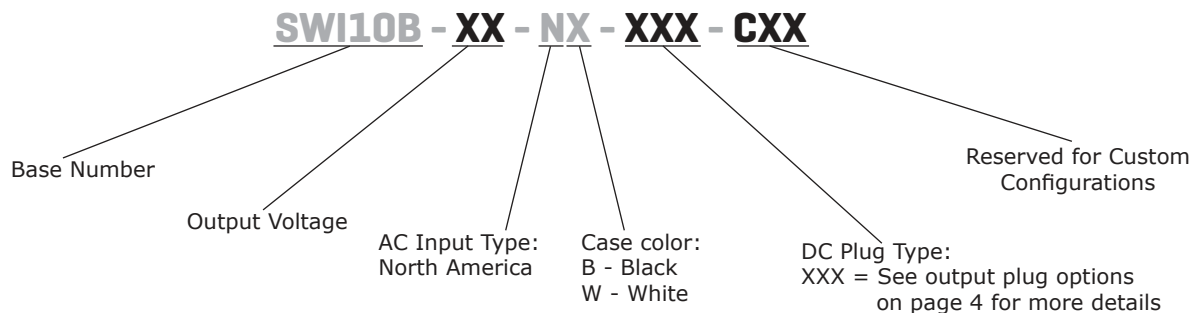 SWI10B - XX - NX - XXX - CXX
Base Number
Output Voltage
AC Input Type:
North America
Case color:
B - Black
W - White
DC Plug Type:
XXX = See output plug options
on page 4 for more details
Reserved for Custom
Configurations